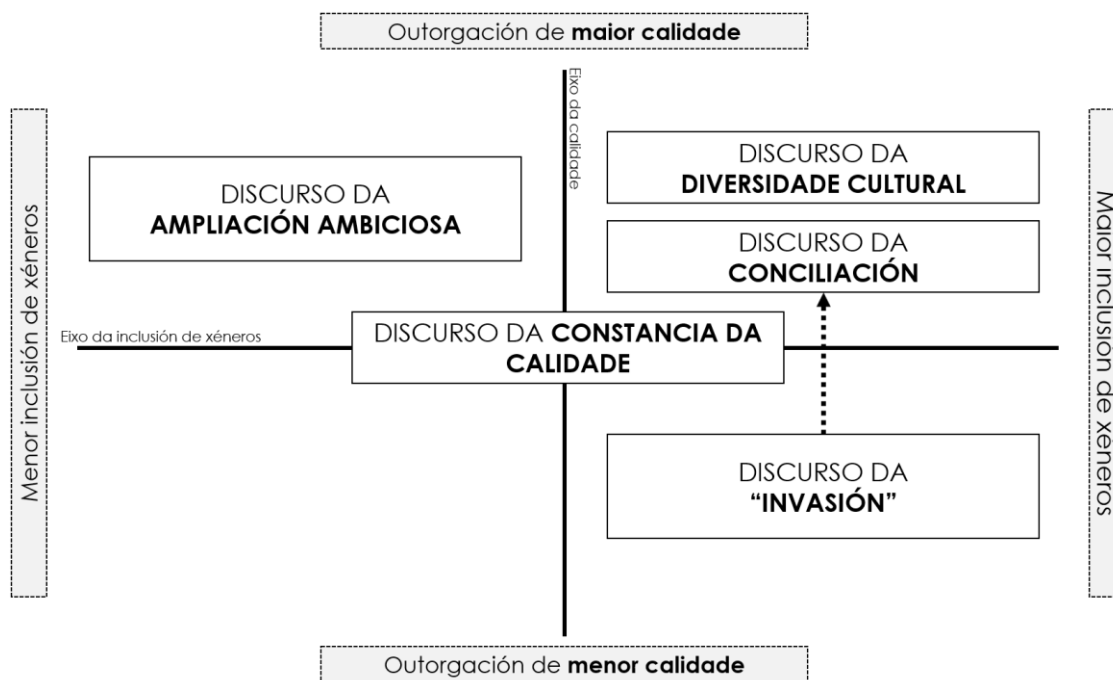 Outorgación de maior calidade
Eixo da calidade
Menor inclusión de xéneros
DISCURSO DA
AMPLIACIÓN AMBICIOSA
DISCURSO DA
DIVERSIDADE CULTURAL
DISCURSO DA
CONCILIACIÓN
Maior inclusión de xéneros
Eixo da inclusión de xéneros
DISCURSO DA CONSTANCIA DA
CALIDADE
DISCURSO DA
“INVASIÓN”
Outorgación de menor calidade